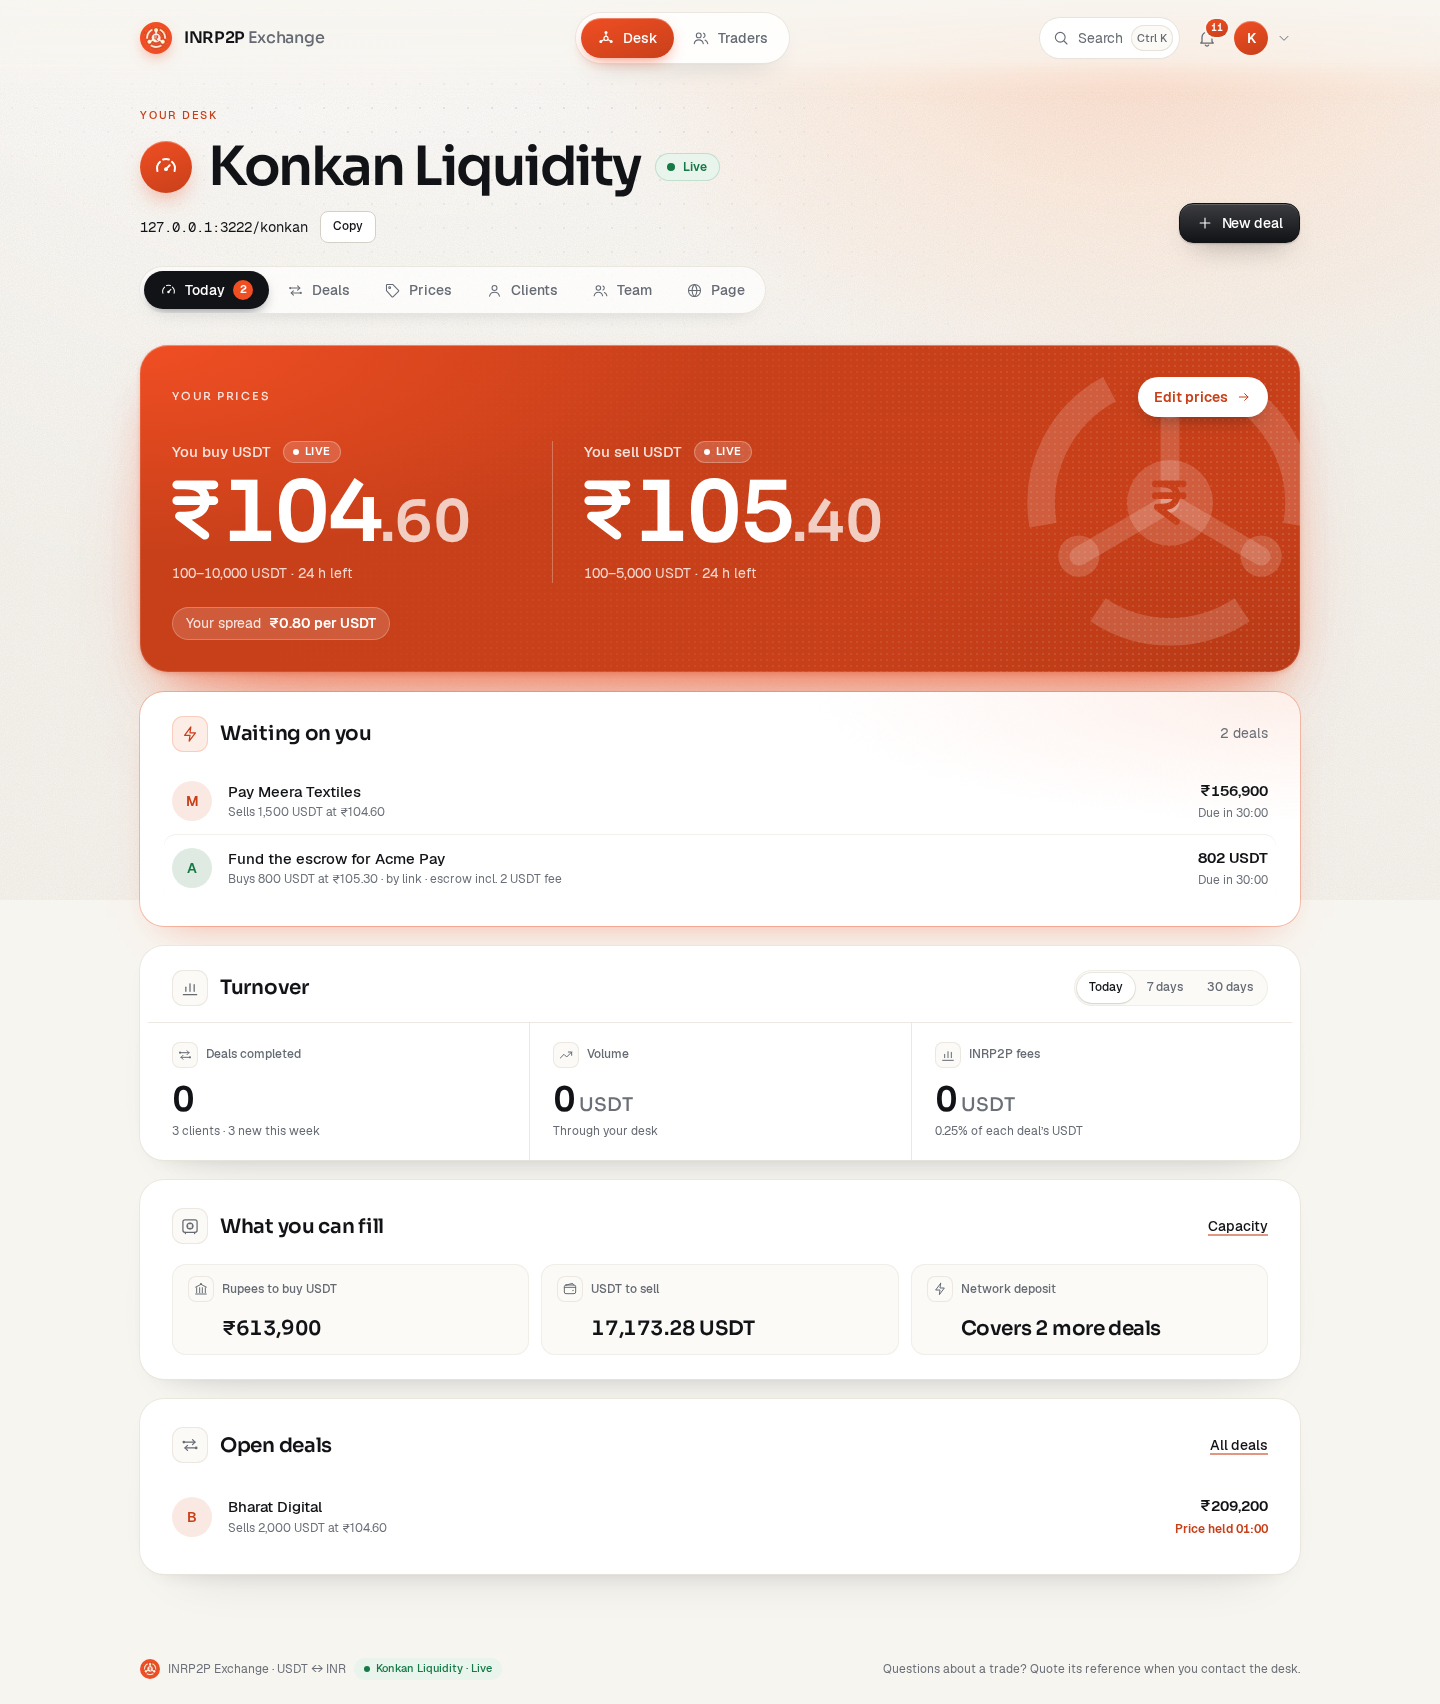 INRP2P Exchange
Desk
Traders
Search Ctrl K
11
K
YOUR DESK
Konkan Liquidity
Live
127.0.0.1:3222/konkan
Copy
New deal
Today 2
Deals
Prices
Clients
Team
Page
YOUR PRICES
Edit prices
You buy USDT LIVE
₹104.60
100–10,000 USDT · 24 h left
You sell USDT LIVE
₹105.40
100–5,000 USDT · 24 h left
₹
Your spread ₹0.80 per USDT
Waiting on you
2 deals
M
Pay Meera Textiles
Sells 1,500 USDT at ₹104.60
₹156,900
Due in 30:00
A
Fund the escrow for Acme Pay
Buys 800 USDT at ₹105.30 · by link · escrow incl. 2 USDT fee
802 USDT
Due in 30:00
Turnover
Today
7 days
30 days
Deals completed
0
3 clients · 3 new this week
Volume
0 USDT
Through your desk
INRP2P fees
0 USDT
0.25% of each deal's USDT
What you can fill
Capacity
Rupees to buy USDT
₹613,900
USDT to sell
17,173.28 USDT
Network deposit
Covers 2 more deals
Open deals
All deals
B
Bharat Digital
Sells 2,000 USDT at ₹104.60
₹209,200
Price held 01:00
INRP2P Exchange · USDT ↔ INR
Konkan Liquidity · Live
Questions about a trade? Quote its reference when you contact the desk.